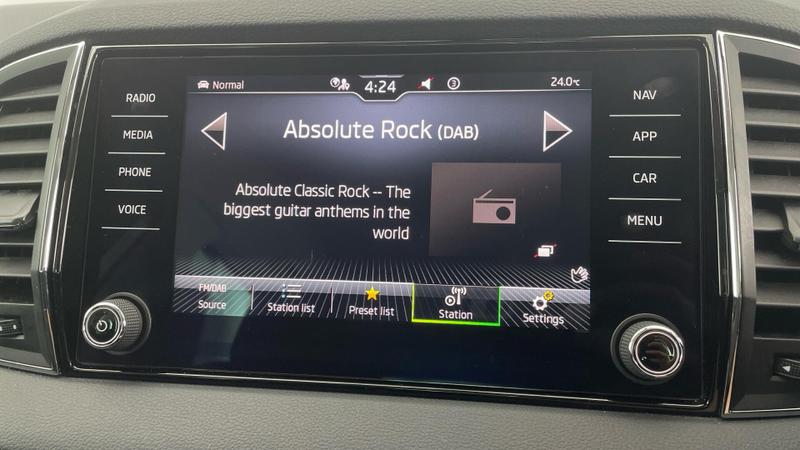 RADIO
MEDIA
PHONE
VOICE
Normal
4:24
3
24.0°C
Absolute Rock (DAB)
Absolute Classic Rock -- The
biggest guitar anthems in the
world
FM/DAB
Source
Station list
Preset list
Station
Settings
NAV
APP
CAR
MENU